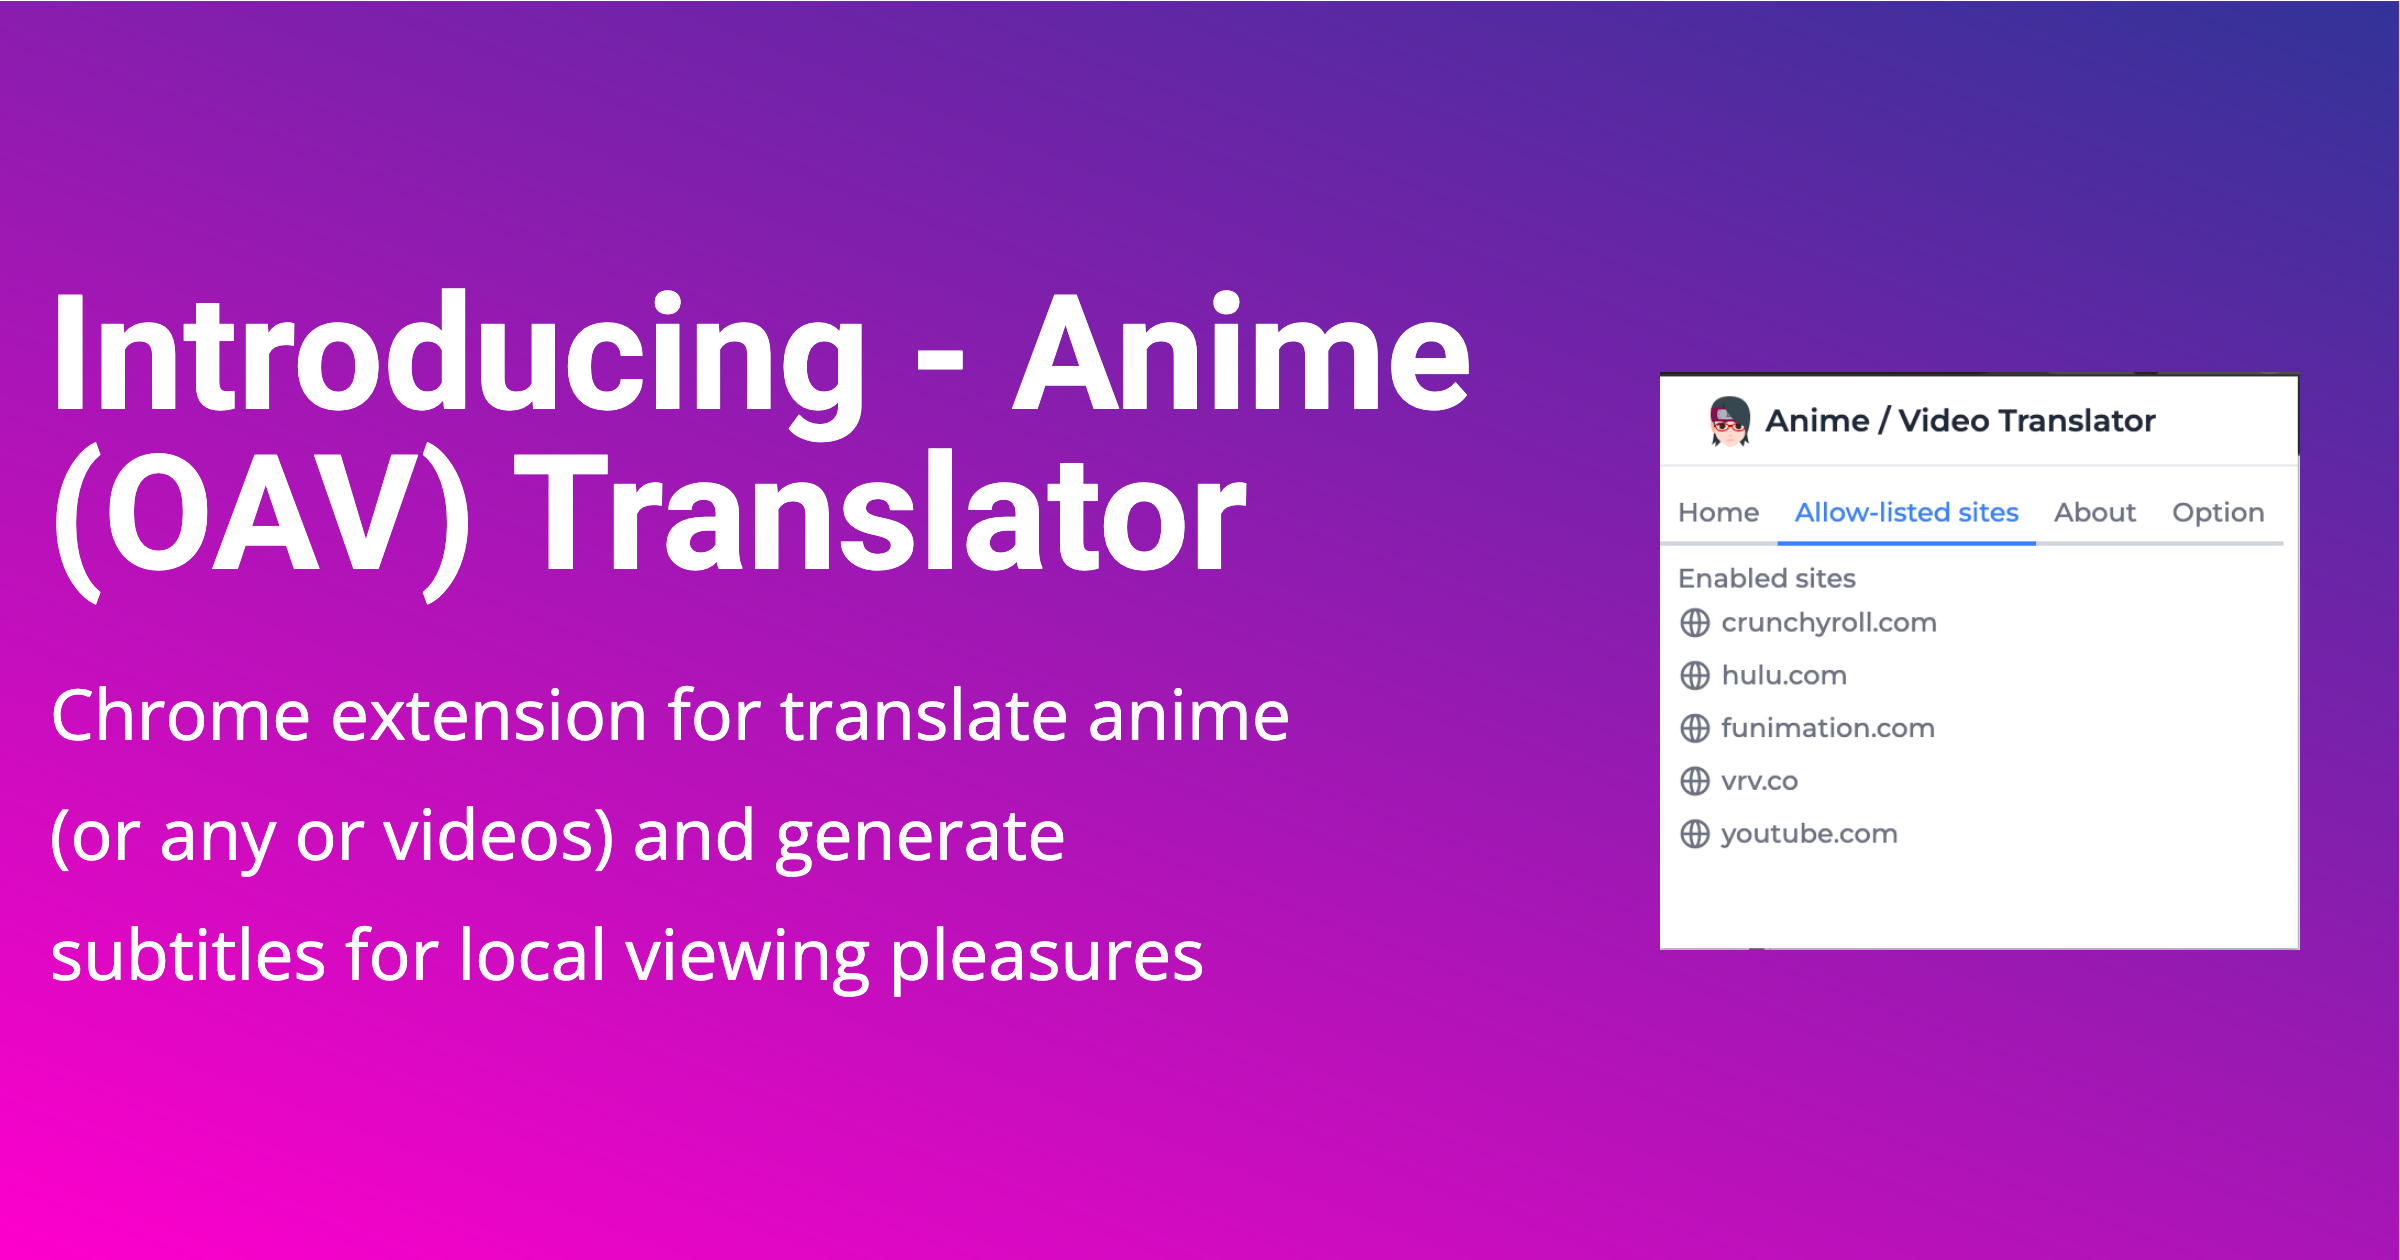 Introducing - Anime
(OAV) Translator
Chrome extension for translate anime
(or any or videos) and generate
subtitles for local viewing pleasures
Anime / Video Translator
Home Allow-listed sites About Option
Enabled sites
crunchyroll.com
hulu.com
funimation.com
vrv.co
youtube.com